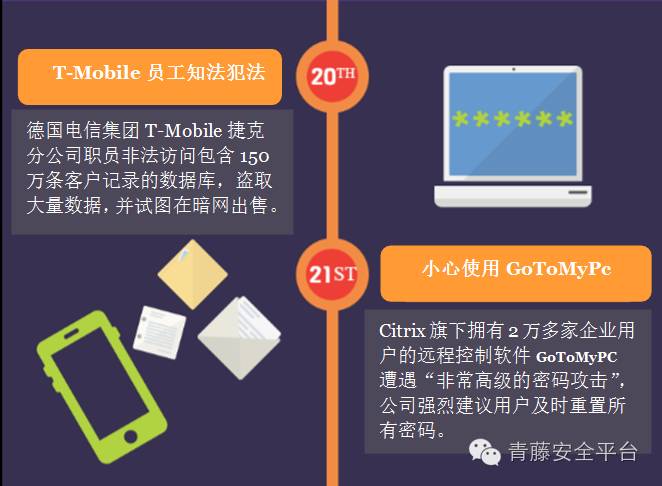 T-Mobile 员工知法犯法
20TH
德国电信集团 T-Mobile 捷克
分公司职员非法访问包含 150
万条客户记录的数据库，盗取
大量数据，并试图在暗网出售。
******
21ST
小心使用 GoToMyPc
Citrix 旗下拥有 2 万多家企业用
户的远程控制软件 GoToMyPC
遭遇“非常高级的密码攻击”，
公司强烈建议用户及时重置所
有密码。
青藤安全平台